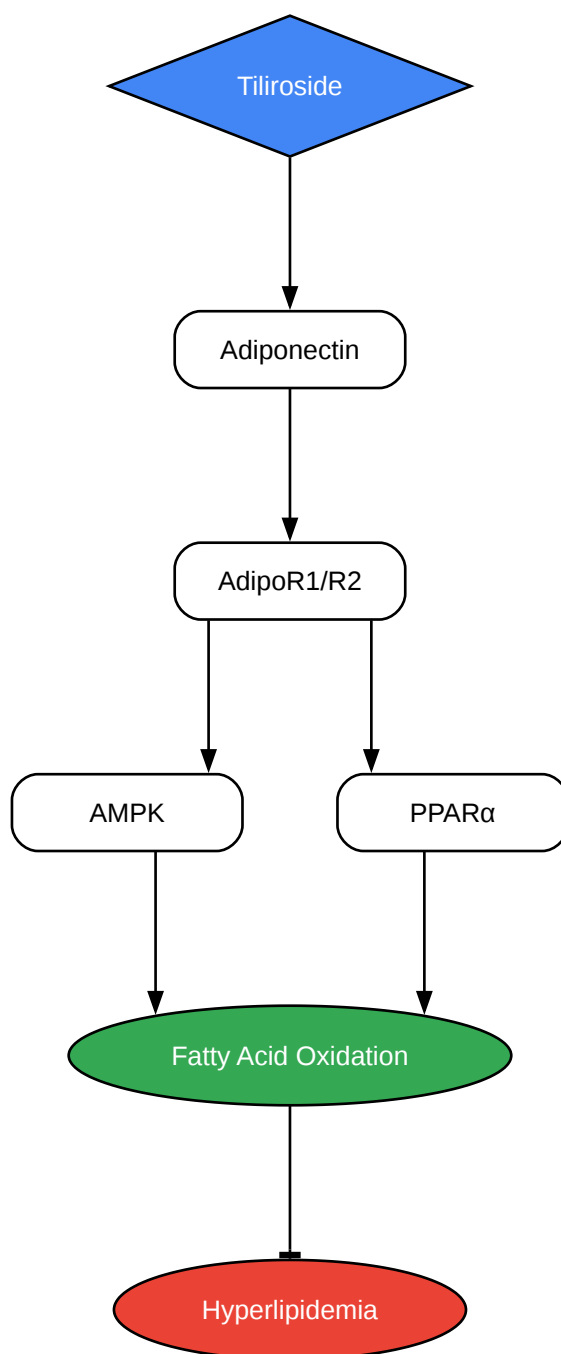 Tiliroside
Adiponectin
AdipoR1/R2
AMPK
PPARα
Fatty Acid Oxidation
Hyperlipidemia